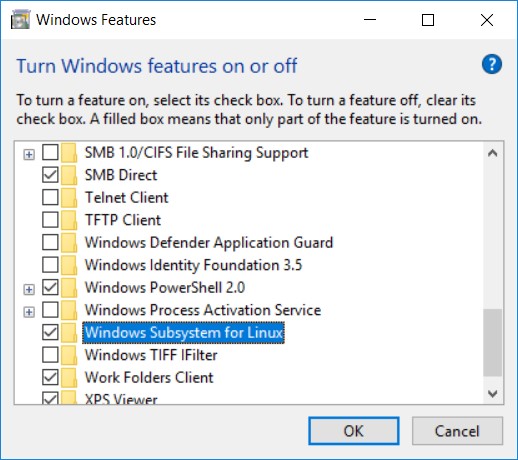 Windows Features
Turn Windows features on or off
?
To turn a feature on, select its check box. To turn a feature off, clear its
check box. A filled box means that only part of the feature is turned on.
SMB 1.0/CIFS File Sharing Support
SMB Direct
Telnet Client
TFTP Client
Windows Defender Application Guard
Windows Identity Foundation 3.5
Windows PowerShell 2.0
Windows Process Activation Service
Windows Subsystem for Linux
Windows TIFF IFilter
Work Folders Client
XPS Viewer
OK
Cancel